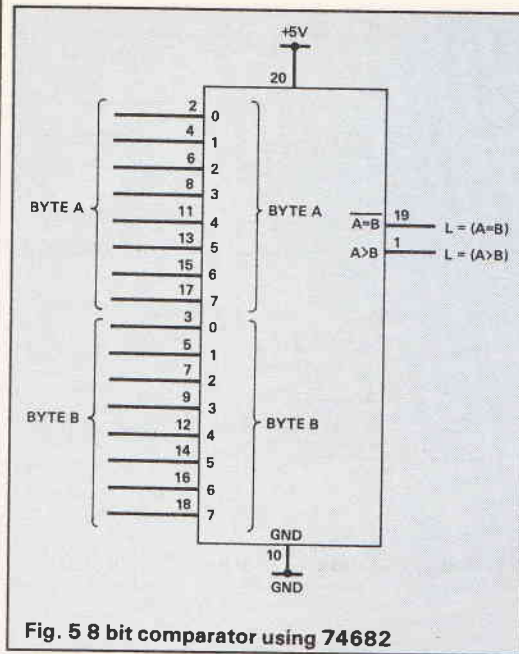 +5V
20
2 0
4 1
6 2
8 3
BYTE A
11 4
13 5
15 6
17 7
BYTE A
A=B 19 L = (A=B)
A>B 1 L = (A>B)
3 0
5 1
7 2
9 3
BYTE B
12 4
14 5
16 6
18 7
BYTE B
GND
10
GND
Fig. 5 8 bit comparator using 74682